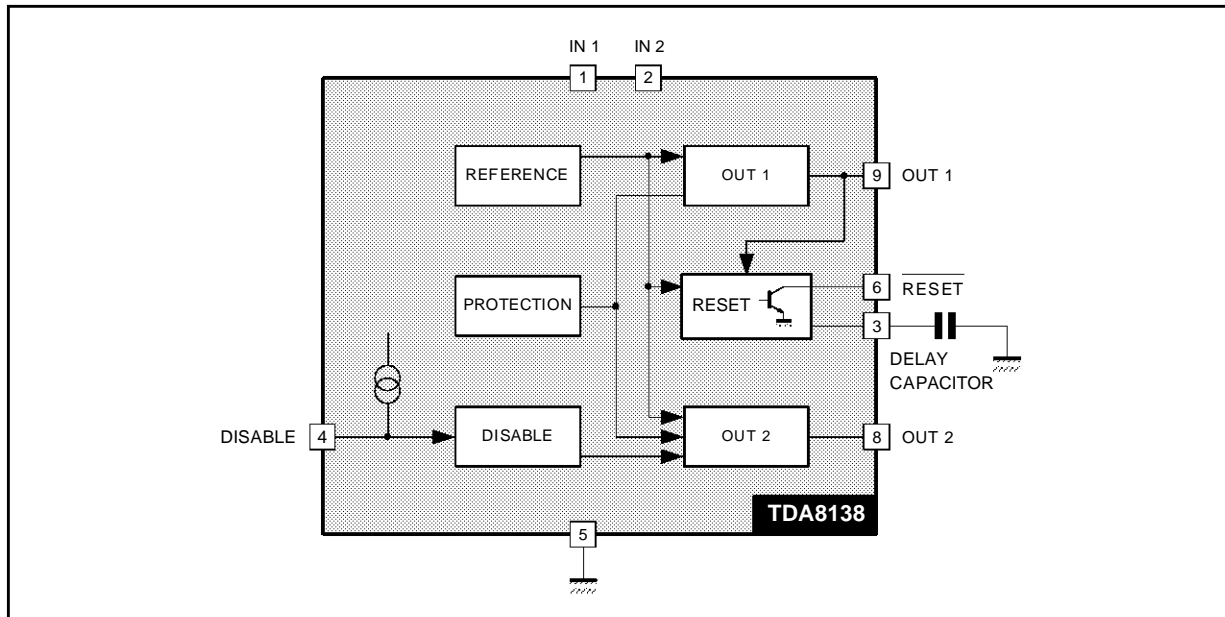 IN 1 IN 2
1 2
REFERENCE OUT 1 9 OUT 1
PROTECTION RESET 6 RESET
3
DELAY
CAPACITOR
DISABLE 4 DISABLE OUT 2 8 OUT 2
TDA8138
5